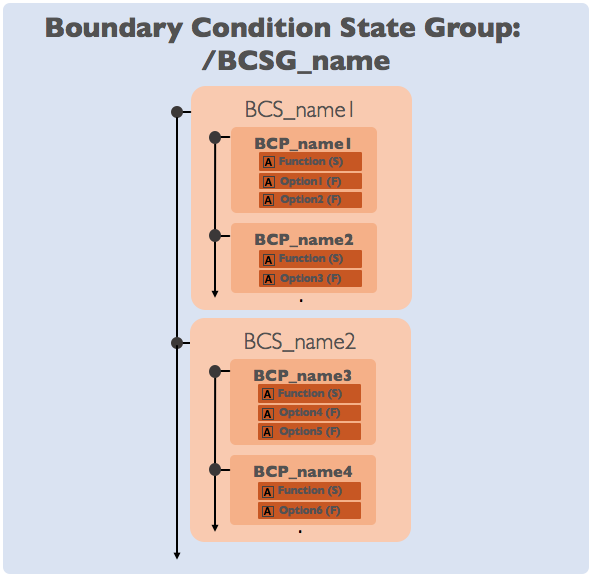 Boundary Condition State Group:
/BCSG_name
BCS_name1
BCP_name1
A Function (S)
A Option1 (F)
A Option2 (F)
BCP_name2
A Function (S)
A Option3 (F)
.
BCS_name2
BCP_name3
A Function (S)
A Option4 (F)
A Option5 (F)
BCP_name4
A Function (S)
A Option6 (F)
.